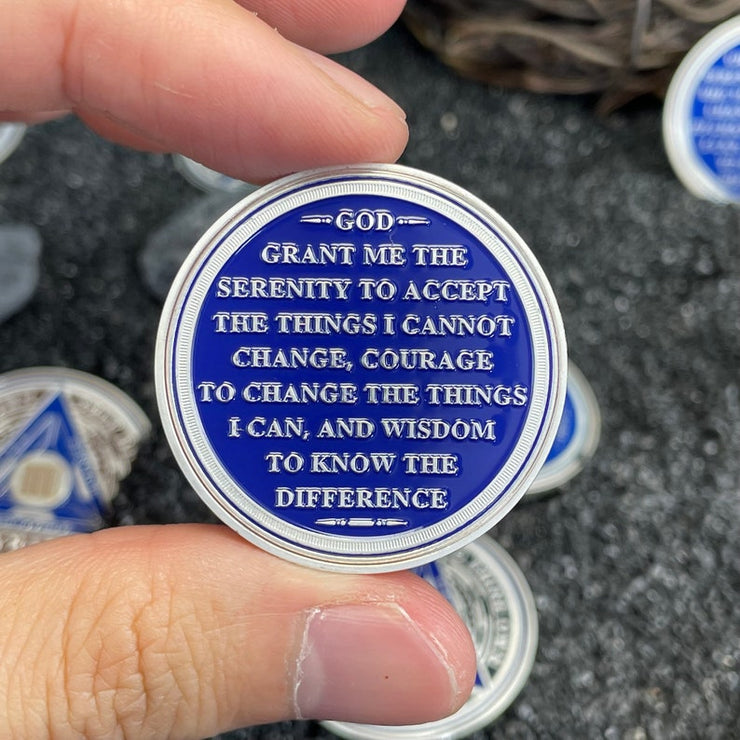 GOD
GRANT ME THE
SERENITY TO ACCEPT
THE THINGS I CANNOT
CHANGE, COURAGE
TO CHANGE THE THINGS
I CAN, AND WISDOM
TO KNOW THE
DIFFERENCE